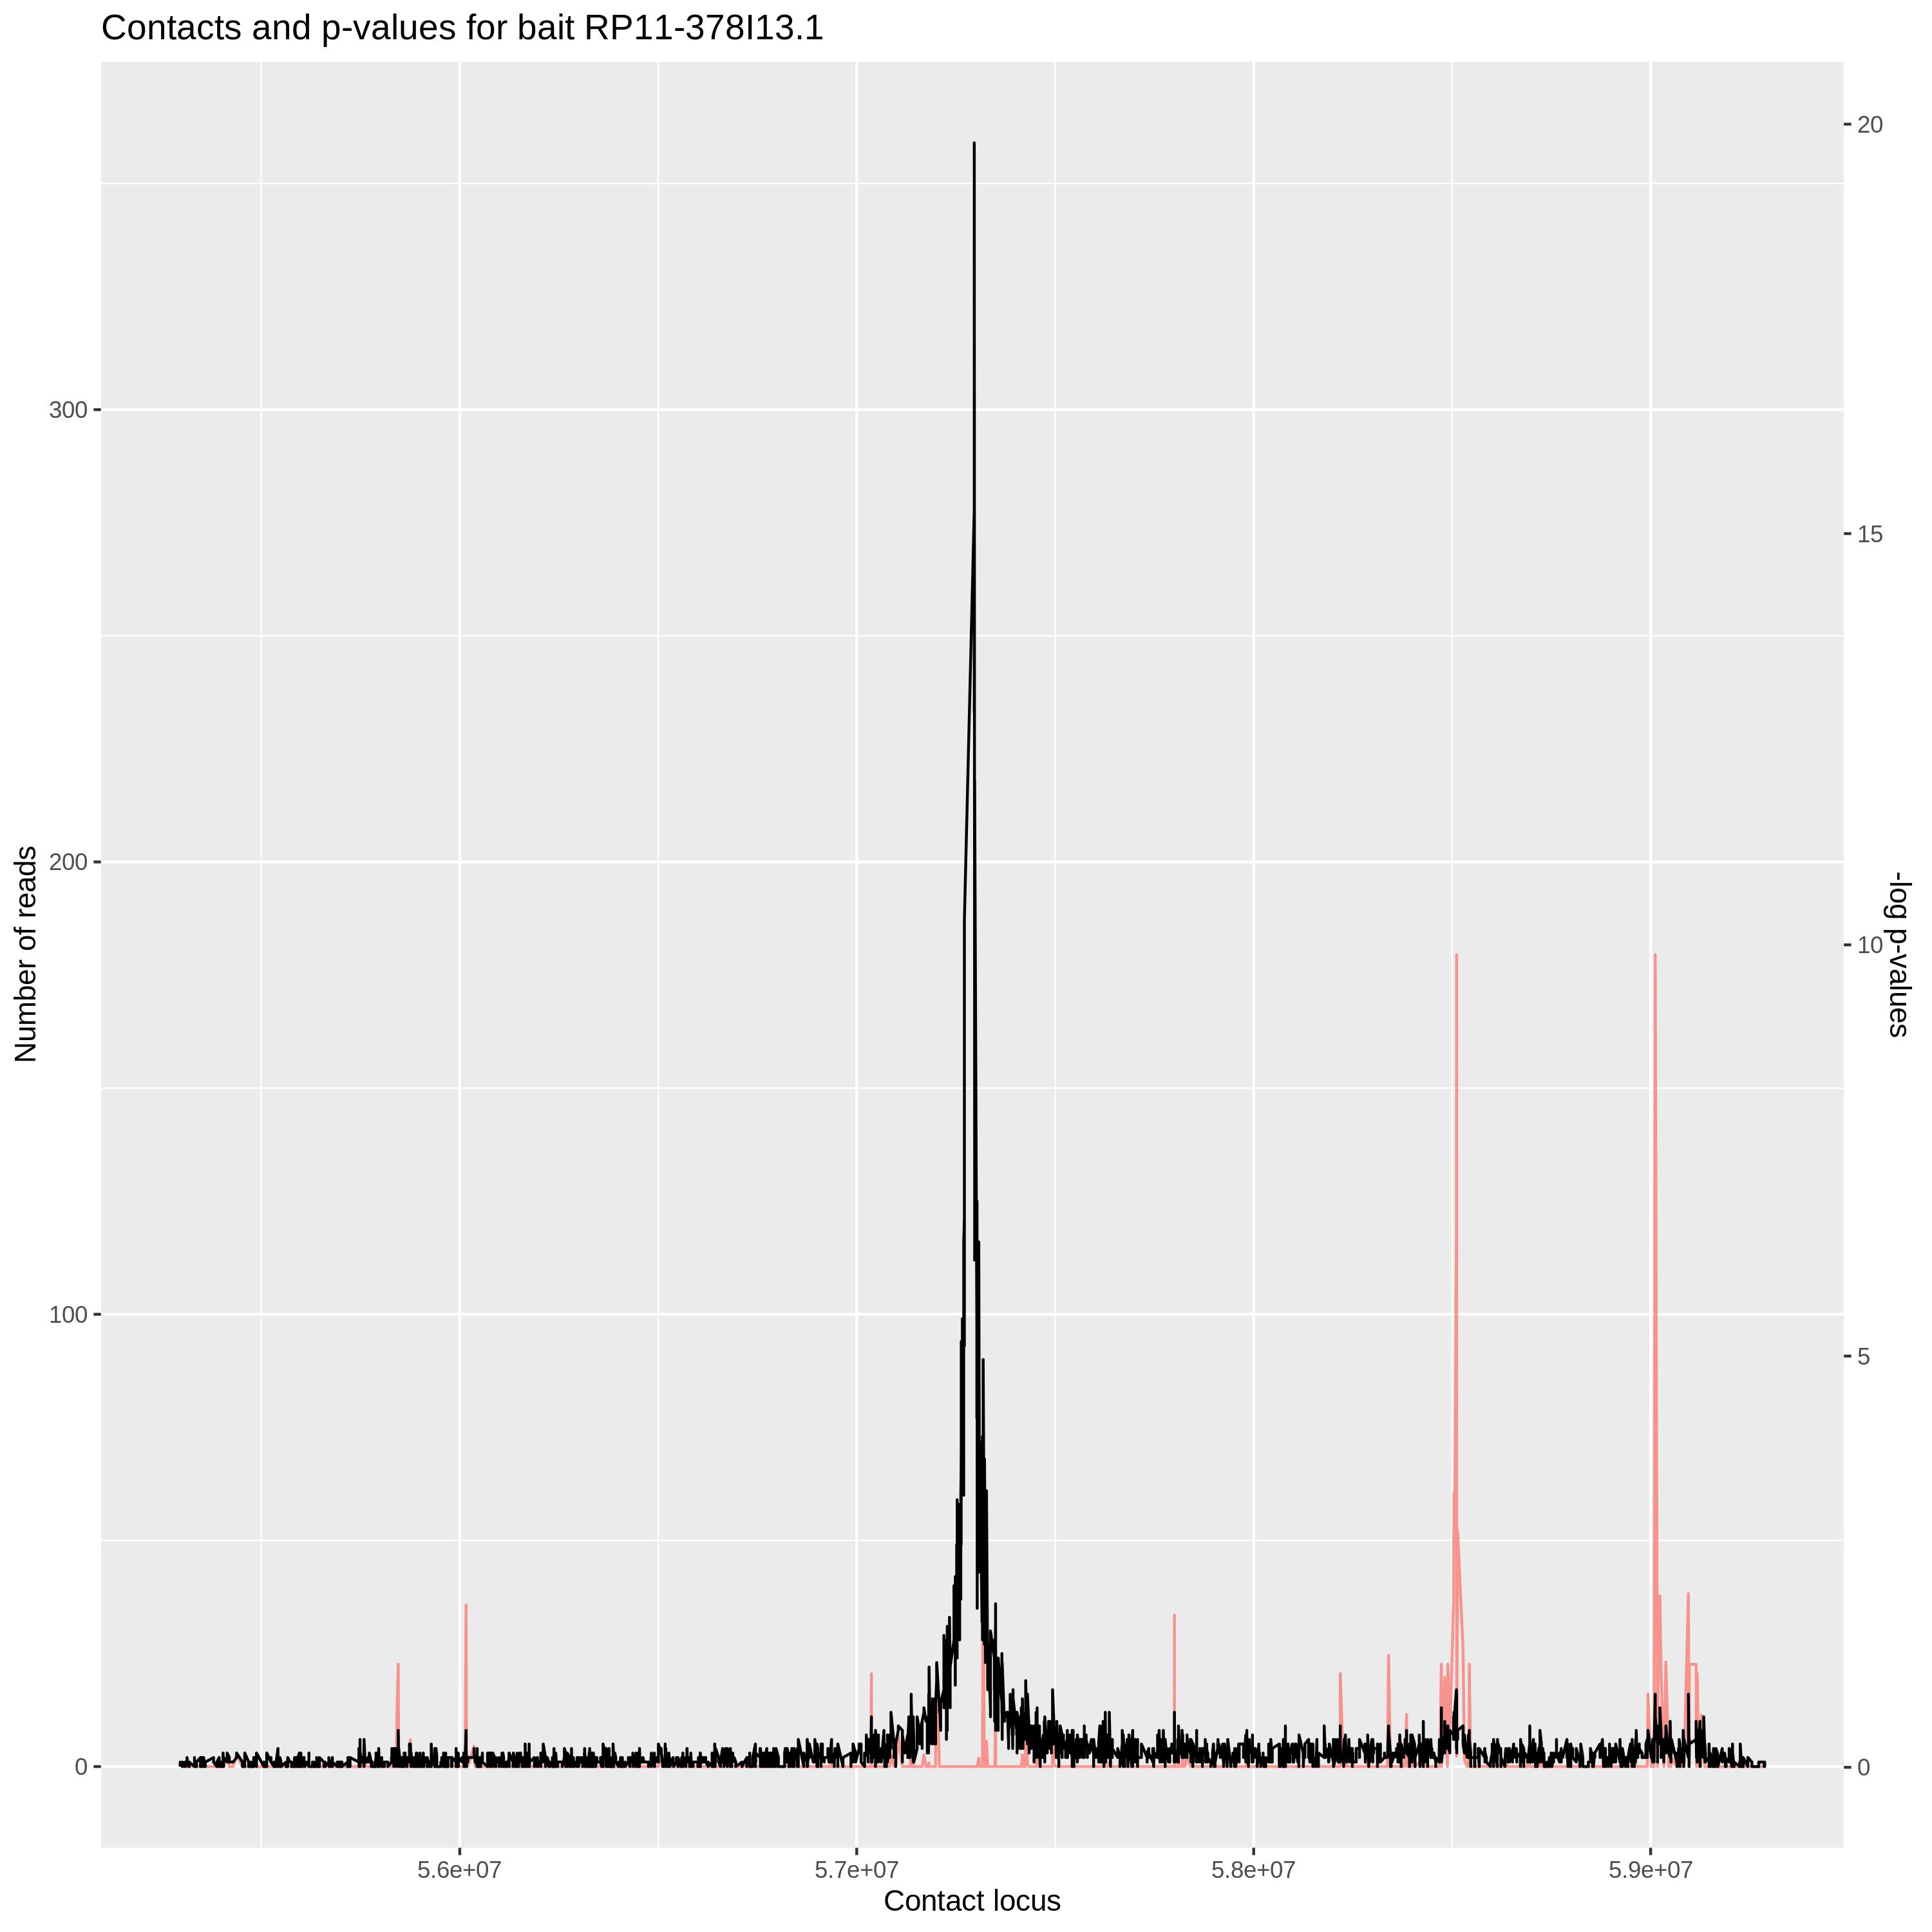 Contacts and p-values for bait RP11-378I13.1
Number of reads
300
200
100
0
20
15
10
5
0
-log p-values
5.6e+07 5.7e+07 5.8e+07 5.9e+07
Contact locus